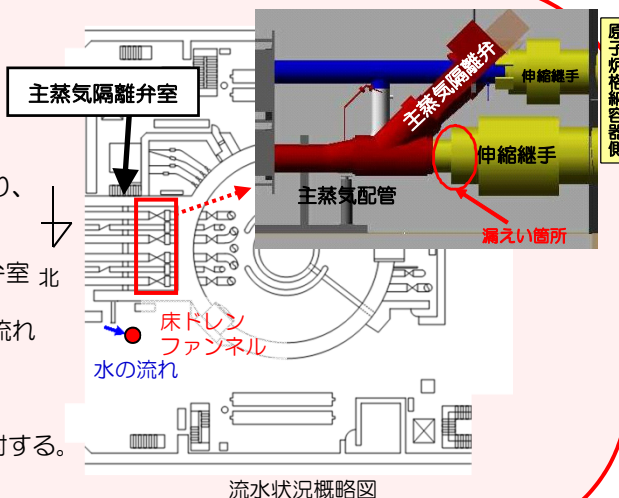 主蒸気隔離弁室
主蒸気隔離弁
伸縮継手
原子炉格納容器側
伸縮継手
主蒸気配管
漏えい箇所
り、
弁室
北
流れ
床ドレン
ファンネル
水の流れ
討する。
流水状況概略図